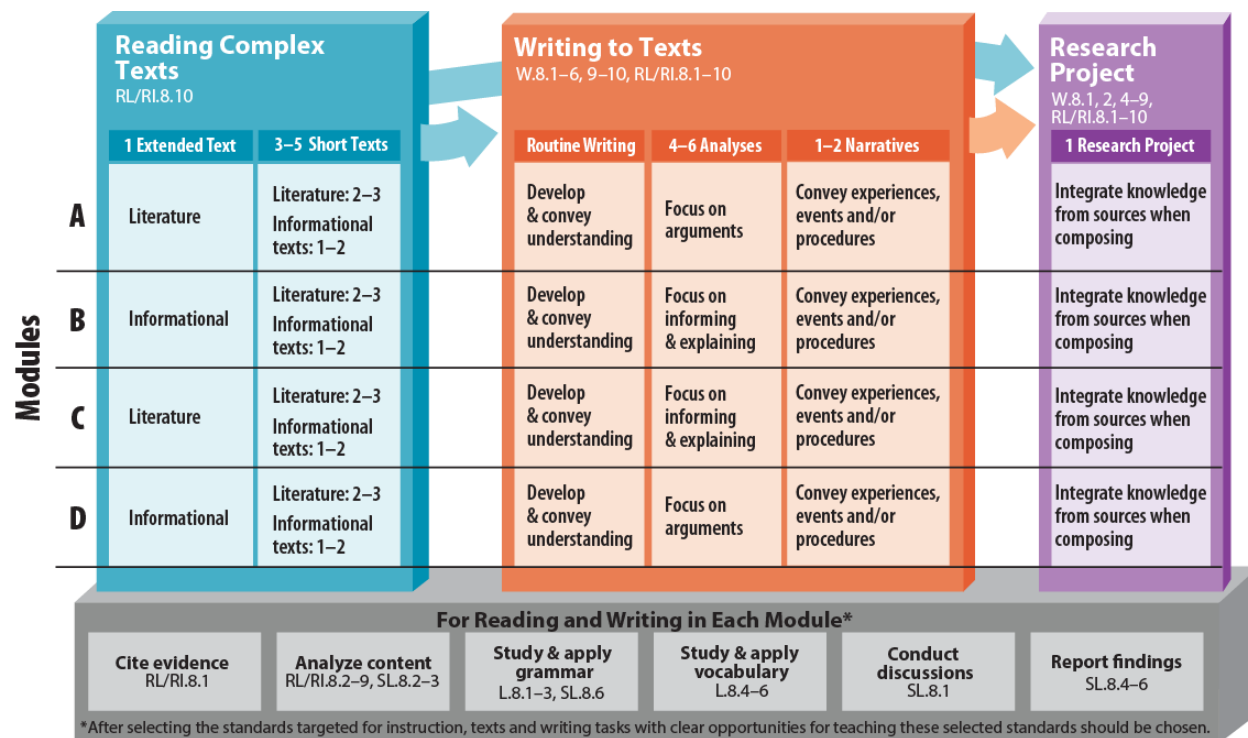 Reading Complex
Texts
RL/RI.8.10
Writing to Texts
W.8.1–6, 9–10, RL/RI.8.1–10
Research
Project
W.8.1, 2, 4–9,
RL/RI.8.1–10
1 Extended Text
3–5 Short Texts
Routine Writing
4–6 Analyses
1–2 Narratives
1 Research Project
Modules
A
Literature
Literature: 2–3
Informational
texts: 1–2
Develop
& convey
understanding
Focus on
arguments
Convey experiences,
events and/or
procedures
Integrate knowledge
from sources when
composing
B
Informational
Literature: 2–3
Informational
texts: 1–2
Develop
& convey
understanding
Focus on
informing
& explaining
Convey experiences,
events and/or
procedures
Integrate knowledge
from sources when
composing
C
Literature
Literature: 2–3
Informational
texts: 1–2
Develop
& convey
understanding
Focus on
informing
& explaining
Convey experiences,
events and/or
procedures
Integrate knowledge
from sources when
composing
D
Informational
Literature: 2–3
Informational
texts: 1–2
Develop
& convey
understanding
Focus on
arguments
Convey experiences,
events and/or
procedures
Integrate knowledge
from sources when
composing
For Reading and Writing in Each Module*
Cite evidence
RL/RI.8.1
Analyze content
RL/RI.8.2–9, SL.8.2–3
Study & apply
grammar
L.8.1–3, SL.8.6
Study & apply
vocabulary
L.8.4–6
Conduct
discussions
SL.8.1
Report findings
SL.8.4–6
*After selecting the standards targeted for instruction, texts and writing tasks with clear opportunities for teaching these selected standards should be chosen.